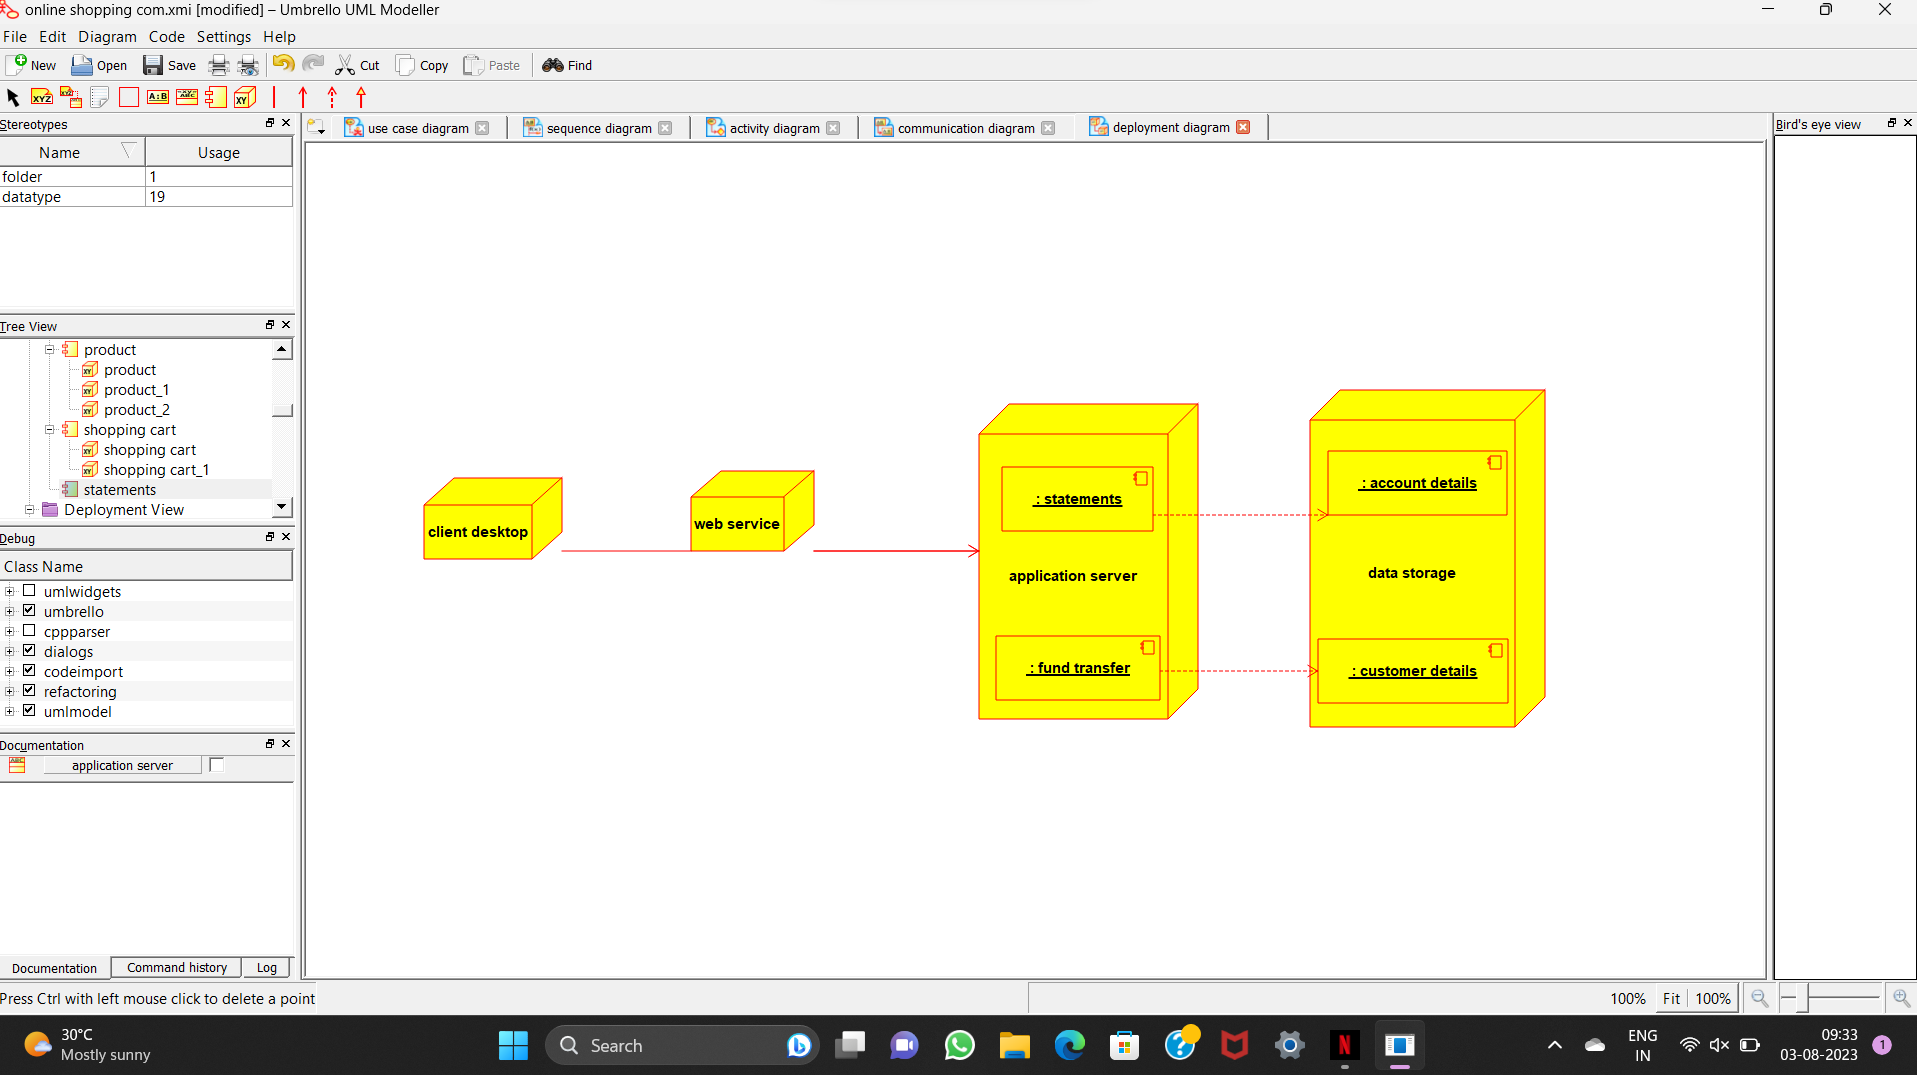 online shopping com.xmi [modified] – Umbrello UML Modeller
File Edit Diagram Code Settings Help
New Open Save Cut Copy Paste Find
XYZ XYZ A:B ABC XY
Stereotypes
Name Usage
folder 1
datatype 19
Tree View
product
product
product_1
product_2
shopping cart
shopping cart
shopping cart_1
statements
Deployment View
Debug
Class Name
umlwidgets
umbrello
cppparser
dialogs
codeimport
refactoring
umlmodel
Documentation
application server
Documentation Command history Log
use case diagram sequence diagram activity diagram communication diagram deployment diagram
client desktop
web service
: statements
application server
: fund transfer
: account details
data storage
: customer details
Bird's eye view
Press Ctrl with left mouse click to delete a point
100% Fit 100%
30°C
Mostly sunny
Search
ENG
IN
09:33
03-08-2023
1